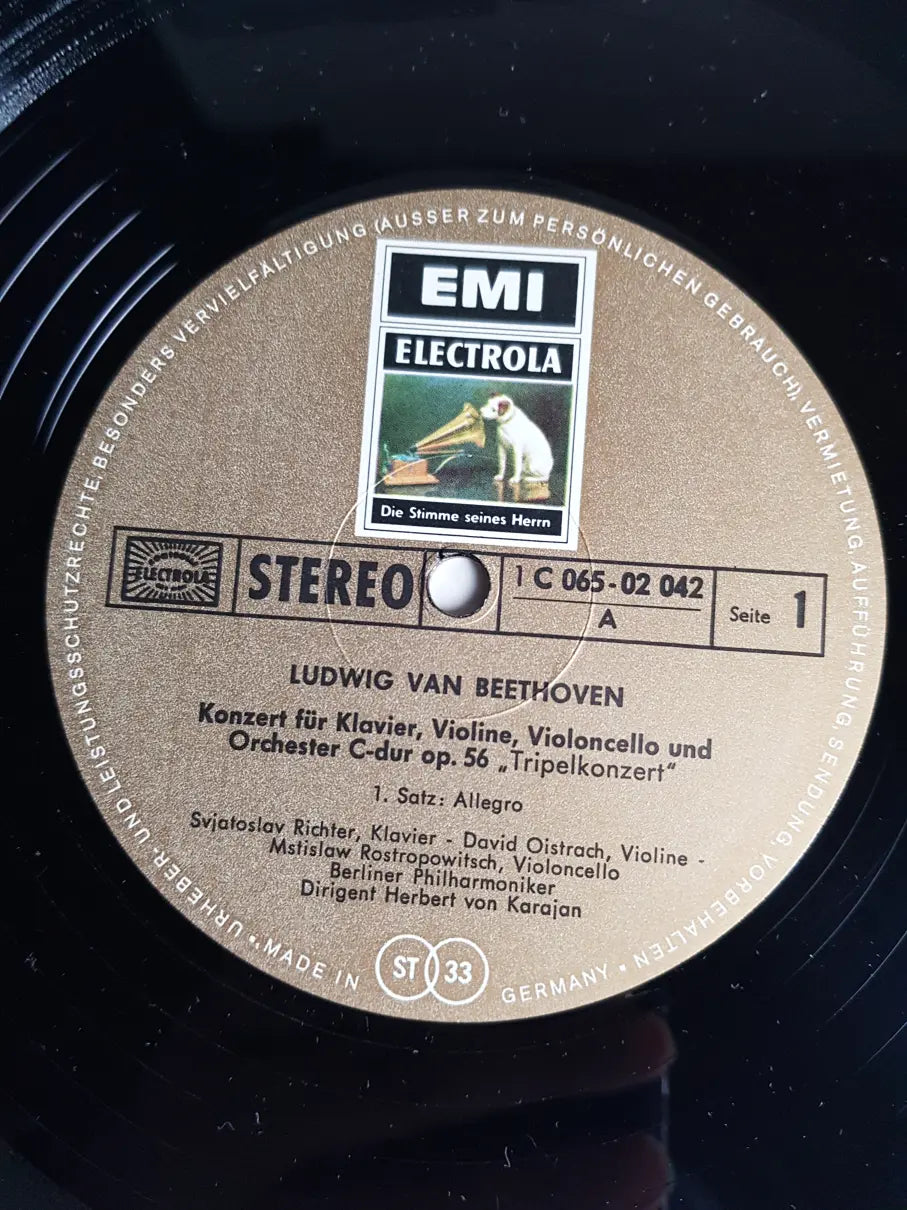 URHEBER- UND LEISTUNGSSCHUTZRECHTE, BESONDERS VERVIELFÄLTIGUNG (AUSSER ZUM PERSÖNLICHEN GEBRAUCH), VERMIETUNG, AUFFÜHRUNG, SENDUNG, VORBEHALTEN •
EMI
ELECTROLA
Die Stimme seines Herrn
ELECTROLA
STEREO
1 C 065-02 042
A
Seite 1
LUDWIG VAN BEETHOVEN
Konzert für Klavier, Violine, Violoncello und
Orchester C-dur op. 56 „Tripelkonzert“
1. Satz: Allegro
Svjatoslav Richter, Klavier - David Oistrach, Violine -
Mstislaw Rostropowitsch, Violoncello
Berliner Philharmoniker
Dirigent Herbert von Karajan
• MADE IN
ST 33
GERMANY